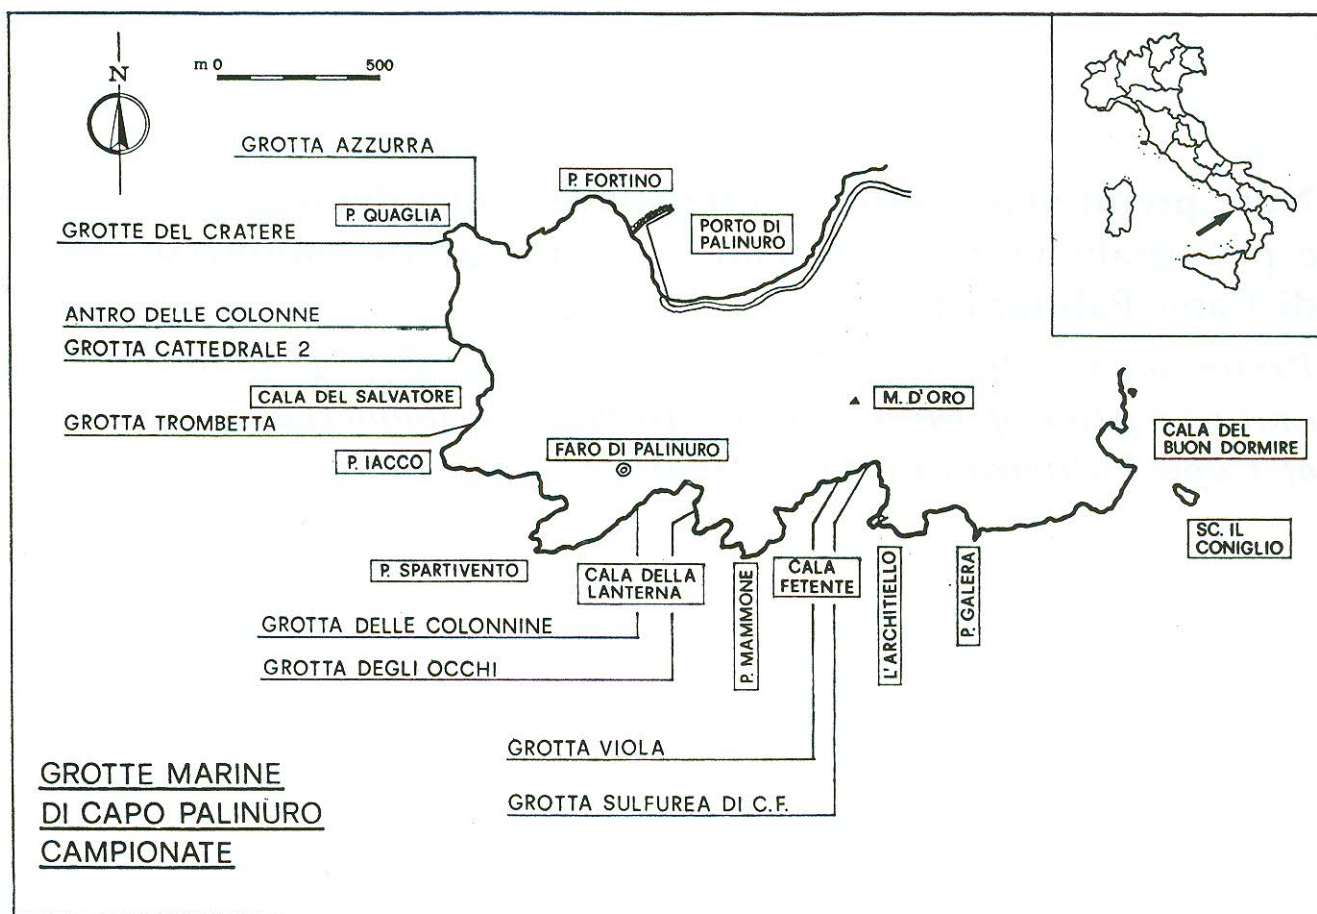 N
m 0 500
GROTTA AZZURRA
P. FORTINO
P. QUAGLIA
PORTO DI
PALINURO
GROTTE DEL CRATERE
ANTRO DELLE COLONNE
GROTTA CATTEDRALE 2
CALA DEL SALVATORE
M. D'ORO
GROTTA TROMBETTA
CALA DEL
BUON DORMIRE
FARO DI PALINURO
P. IACCO
SC. IL
CONIGLIO
P. SPARTIVENTO
CALA DELLA
LANTERNA
P. MAMMONE
CALA
FETENTE
L'ARCHITIELLO
P. GALERA
GROTTA DELLE COLONNINE
GROTTA DEGLI OCCHI
GROTTA VIOLA
GROTTA SULFUREA DI C.F.
GROTTE MARINE
DI CAPO PALINURO
CAMPIONATE